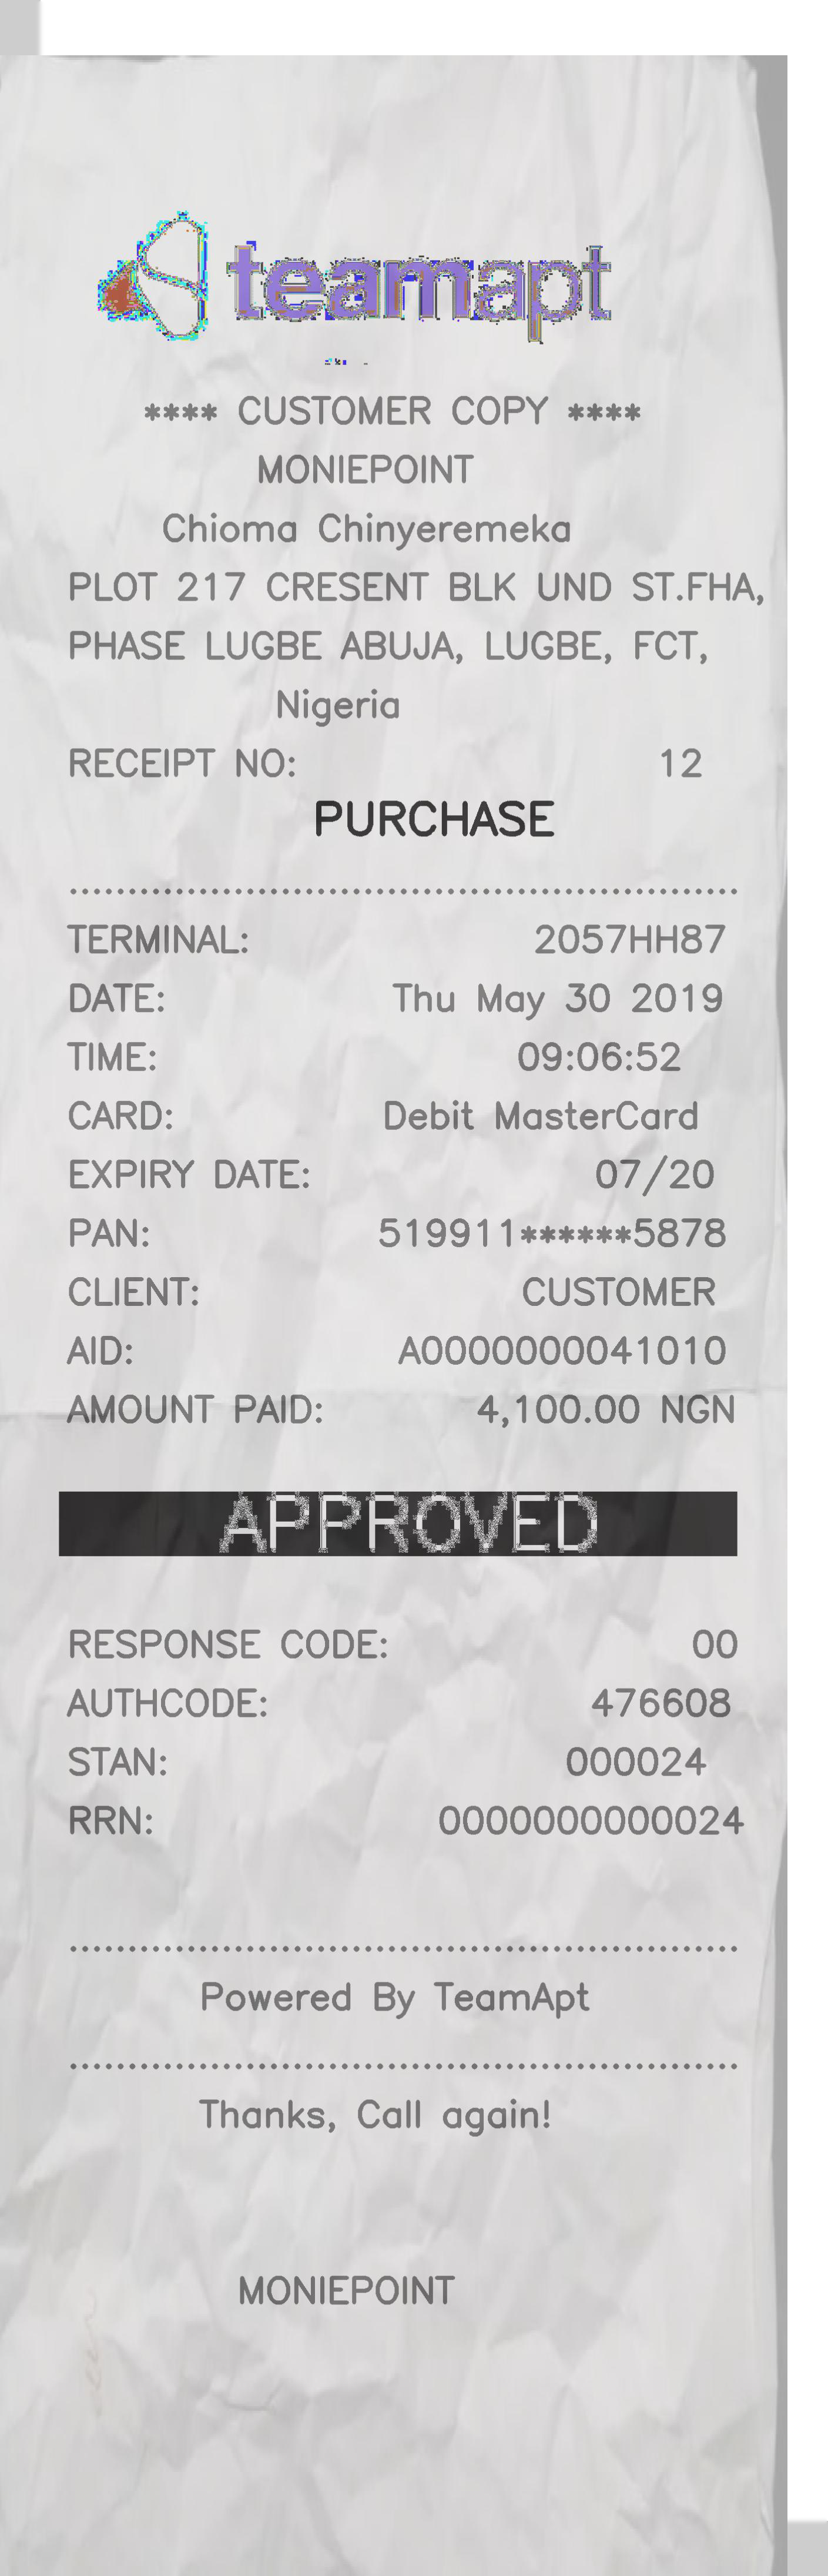 teamapt
**** CUSTOMER COPY ****
MONIEPOINT
Chioma Chinyeremeka
PLOT 217 CRESENT BLK UND ST.FHA,
PHASE LUGBE ABUJA, LUGBE, FCT,
Nigeria
RECEIPT NO: 12
PURCHASE
TERMINAL: 2057HH87
DATE: Thu May 30 2019
TIME: 09:06:52
CARD: Debit MasterCard
EXPIRY DATE: 07/20
PAN: 519911******5878
CLIENT: CUSTOMER
AID: A0000000041010
AMOUNT PAID: 4,100.00 NGN
APPROVED
RESPONSE CODE: 00
AUTHCODE: 476608
STAN: 000024
RRN: 0000000000024
Powered By TeamApt
Thanks, Call again!
MONIEPOINT